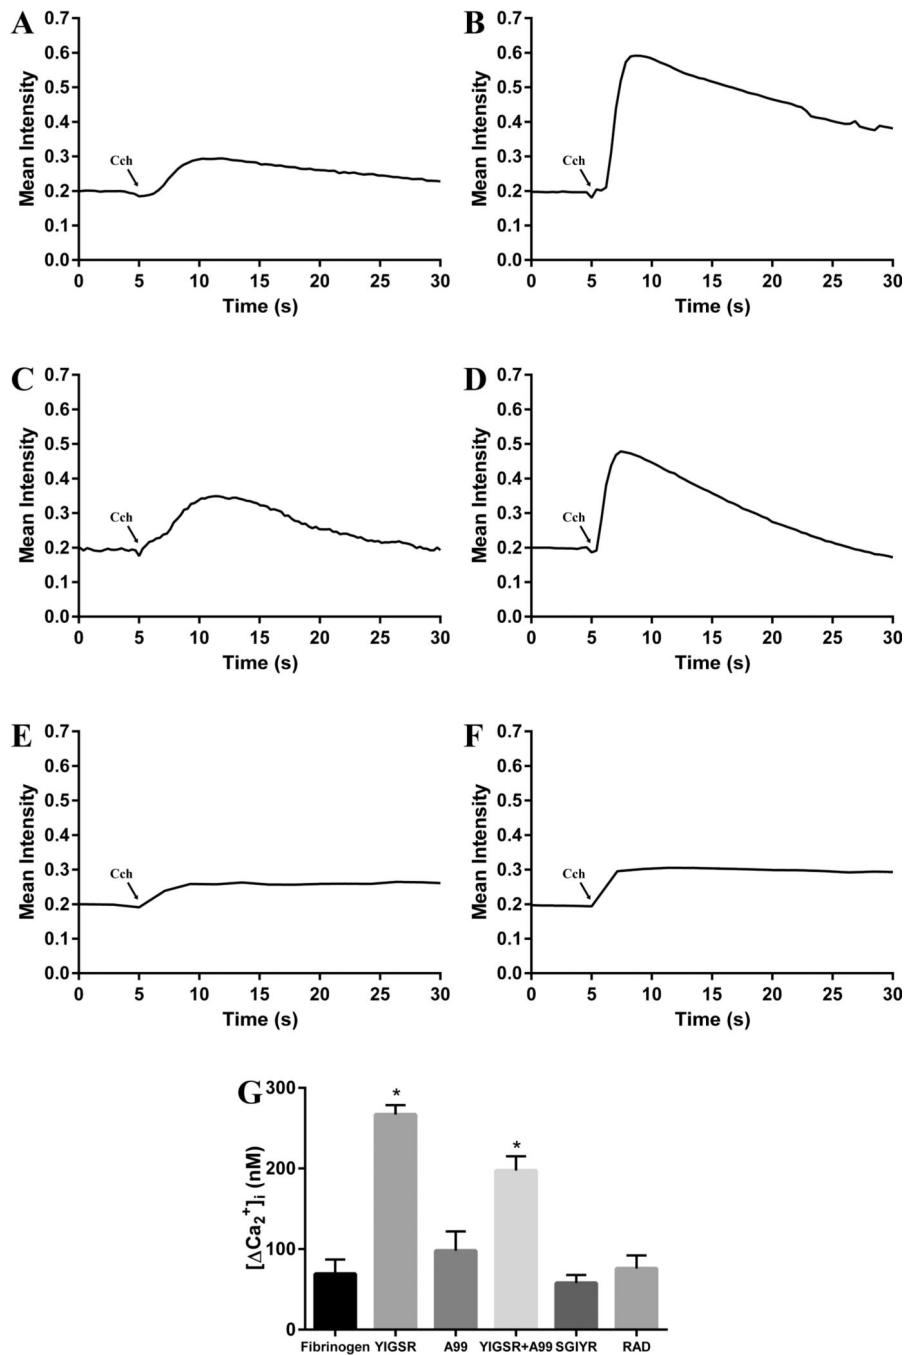 A
B
0.7
0.6
0.5
0.4
0.3
0.2
0.1
0.0
Mean Intensity
Cch
0 5 10 15 20 25 30
Time (s)
0.7
0.6
0.5
0.4
0.3
0.2
0.1
0.0
Mean Intensity
Cch
0 5 10 15 20 25 30
Time (s)
C
D
0.7
0.6
0.5
0.4
0.3
0.2
0.1
0.0
Mean Intensity
Cch
0 5 10 15 20 25 30
Time (s)
0.7
0.6
0.5
0.4
0.3
0.2
0.1
0.0
Mean Intensity
Cch
0 5 10 15 20 25 30
Time (s)
E
F
0.7
0.6
0.5
0.4
0.3
0.2
0.1
0.0
Mean Intensity
Cch
0 5 10 15 20 25 30
Time (s)
0.7
0.6
0.5
0.4
0.3
0.2
0.1
0.0
Mean Intensity
Cch
0 5 10 15 20 25 30
Time (s)
G
300
200
100
0
[ΔCa₂⁺]ᵢ (nM)
*
*
Fibrinogen YIGSR A99 YIGSR+A99 SGIYR RAD